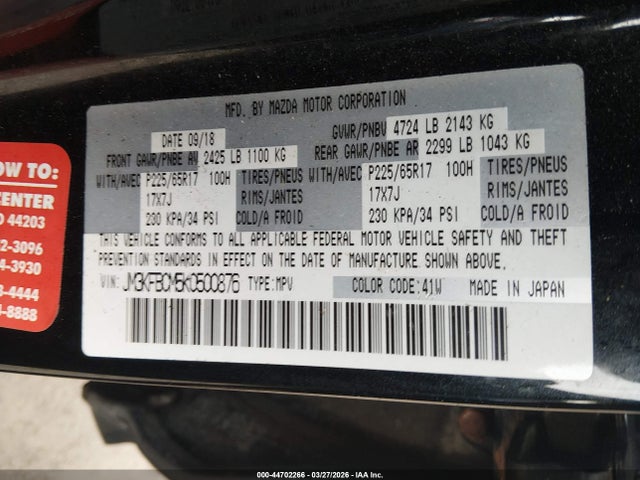 MFD. BY MAZDA MOTOR CORPORATION
DATE 09/18
GVWR/PNBV 4724 LB 2143 KG
FRONT GAWR/PNBE AV 2425 LB 1100 KG
REAR GAWR/PNBE AR 2299 LB 1043 KG
WITH/AVEC P225/65R17 100H TIRES/PNEUS WITH/AVEC P225/65R17 100H TIRES/PNEUS
17X7J RIMS/JANTES 17X7J RIMS/JANTES
230 KPA/34 PSI COLD/A FROID 230 KPA/34 PSI COLD/A FROID
THIS VEHICLE CONFORMS TO ALL APPLICABLE FEDERAL MOTOR VEHICLE SAFETY AND THEFT
PREVENTION STANDARDS IN EFFECT ON THE DATE OF MANUFACTURE SHOWN ABOVE.
VIN: JM3KFBCM5K0500876 TYPE: MPV COLOR CODE: 41W MADE IN JAPAN
OW TO:
CENTER
44203
2-3096
4-3930
-4444
-8888
000-44702266 - 03/27/2026 - IAA Inc.